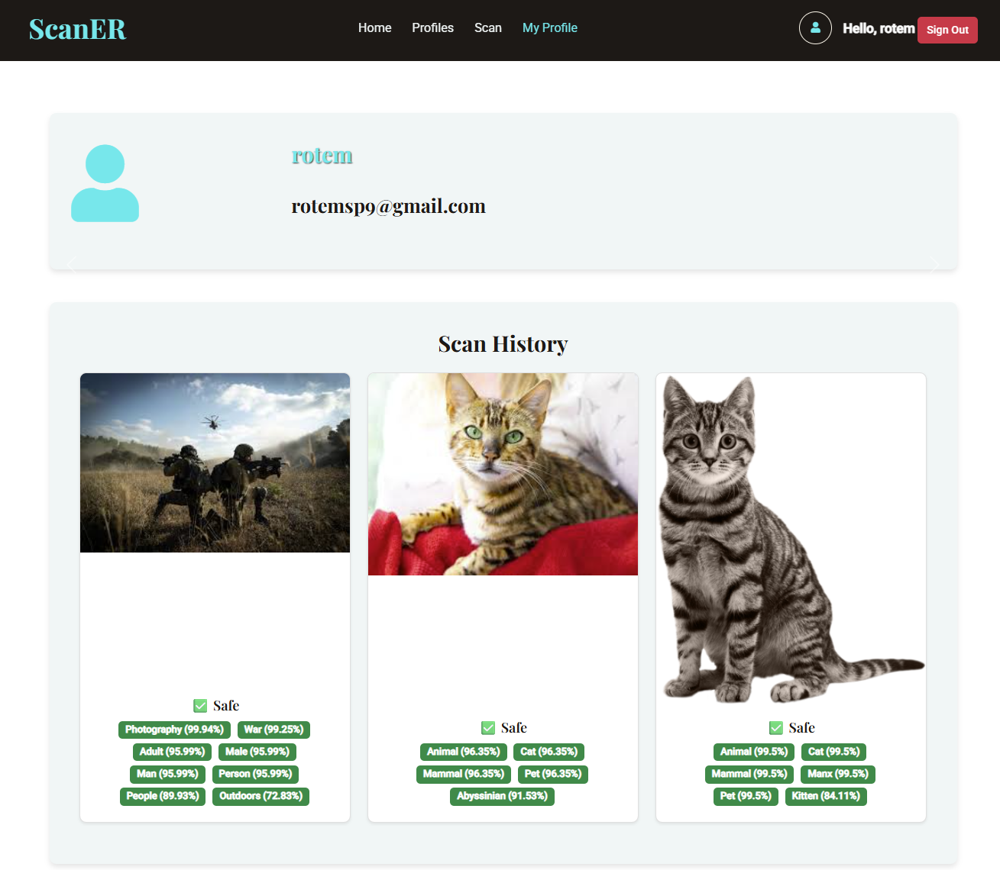 ScanER
Home Profiles Scan My Profile
Hello, rotem Sign Out
rotem
rotemsp9@gmail.com
Scan History
✅ Safe
Photography (99.94%) War (99.25%)
Adult (95.99%) Male (95.99%)
Man (95.99%) Person (95.99%)
People (89.93%) Outdoors (72.83%)
✅ Safe
Animal (96.35%) Cat (96.35%)
Mammal (96.35%) Pet (96.35%)
Abyssinian (91.53%)
✅ Safe
Animal (99.5%) Cat (99.5%)
Mammal (99.5%) Manx (99.5%)
Pet (99.5%) Kitten (84.11%)